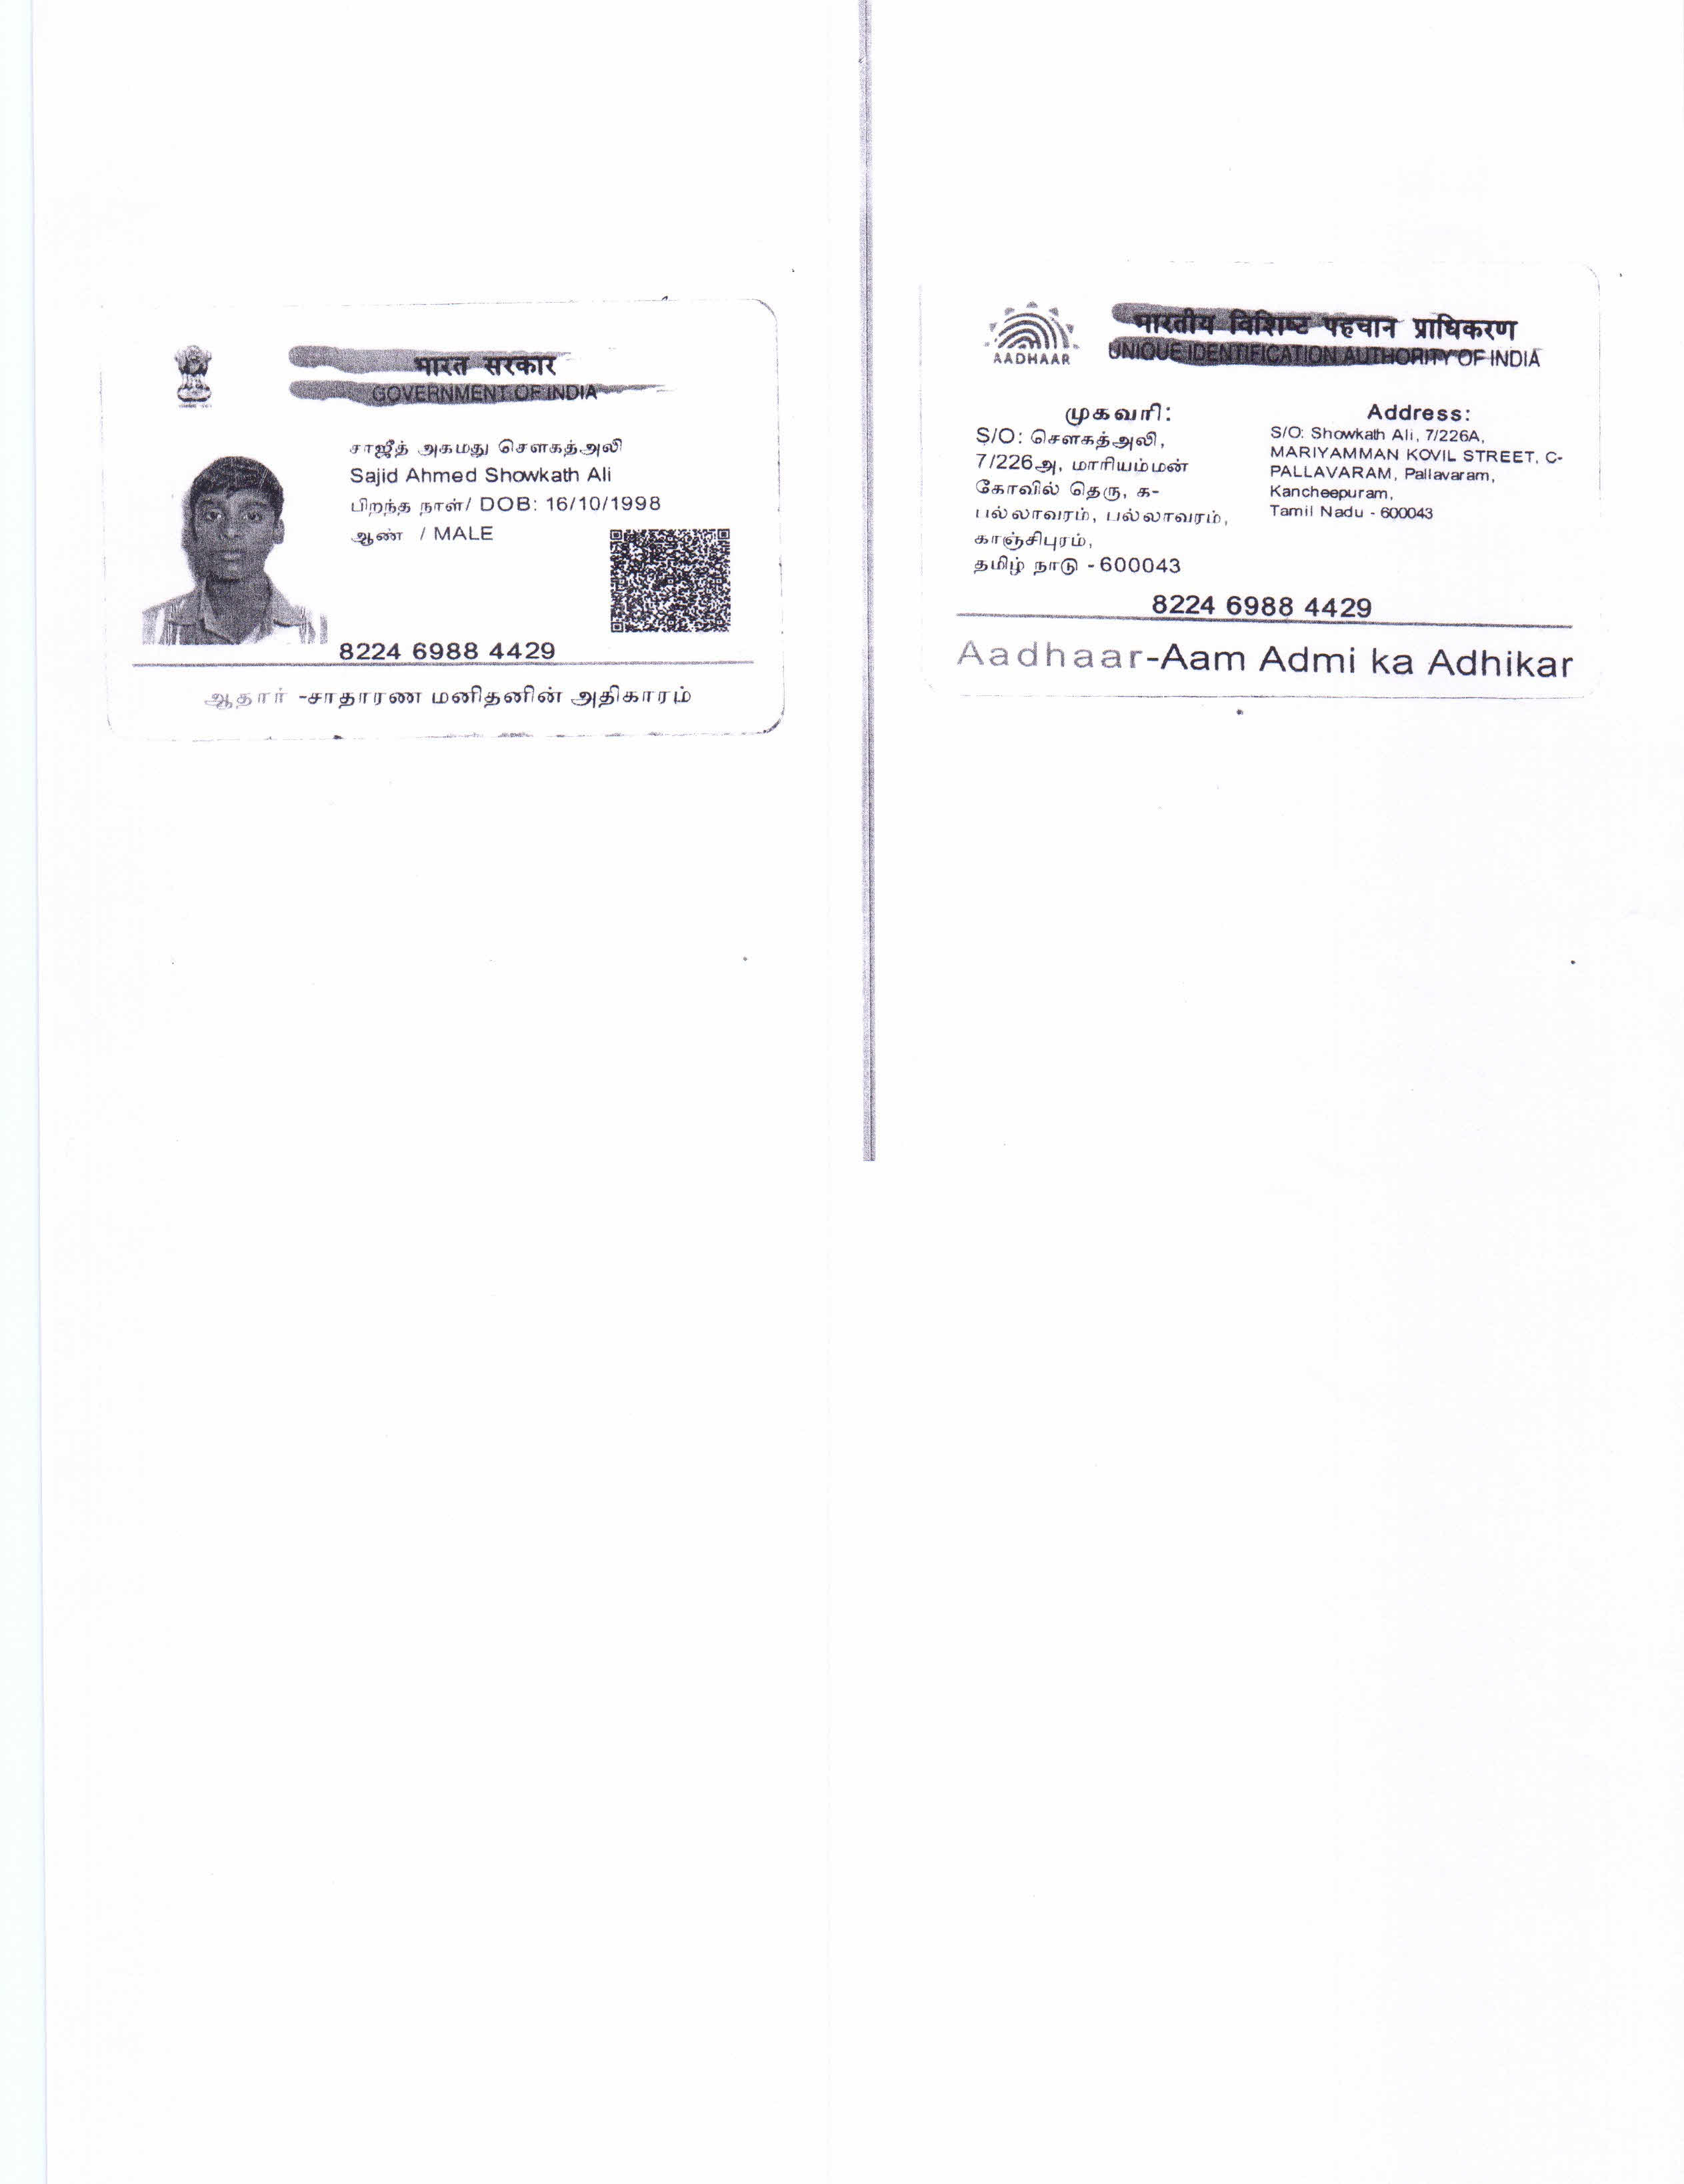 भारत सरकार
GOVERNMENT OF INDIA
சாஜீத் அகமது சௌகத்அலி
Sajid Ahmed Showkath Ali
பிறந்த நாள்/ DOB: 16/10/1998
ஆண் / MALE
8224 6988 4429
ஆதார் -சாதாரண மனிதனின் அதிகாரம்
AADHAAR
भारतीय विशिष्ट पहचान प्राधिकरण
UNIQUE IDENTIFICATION AUTHORITY OF INDIA
முகவரி:
S/O: சௌகத்அலி,
7/226அ, மாரியம்மன்
கோவில் தெரு, க-
பல்லாவரம், பல்லாவரம்,
காஞ்சிபுரம்,
தமிழ் நாடு - 600043
Address:
S/O: Showkath Ali, 7/226A,
MARIYAMMAN KOVIL STREET, C-
PALLAVARAM, Pallavaram,
Kancheepuram,
Tamil Nadu - 600043
8224 6988 4429
Aadhaar-Aam Admi ka Adhikar